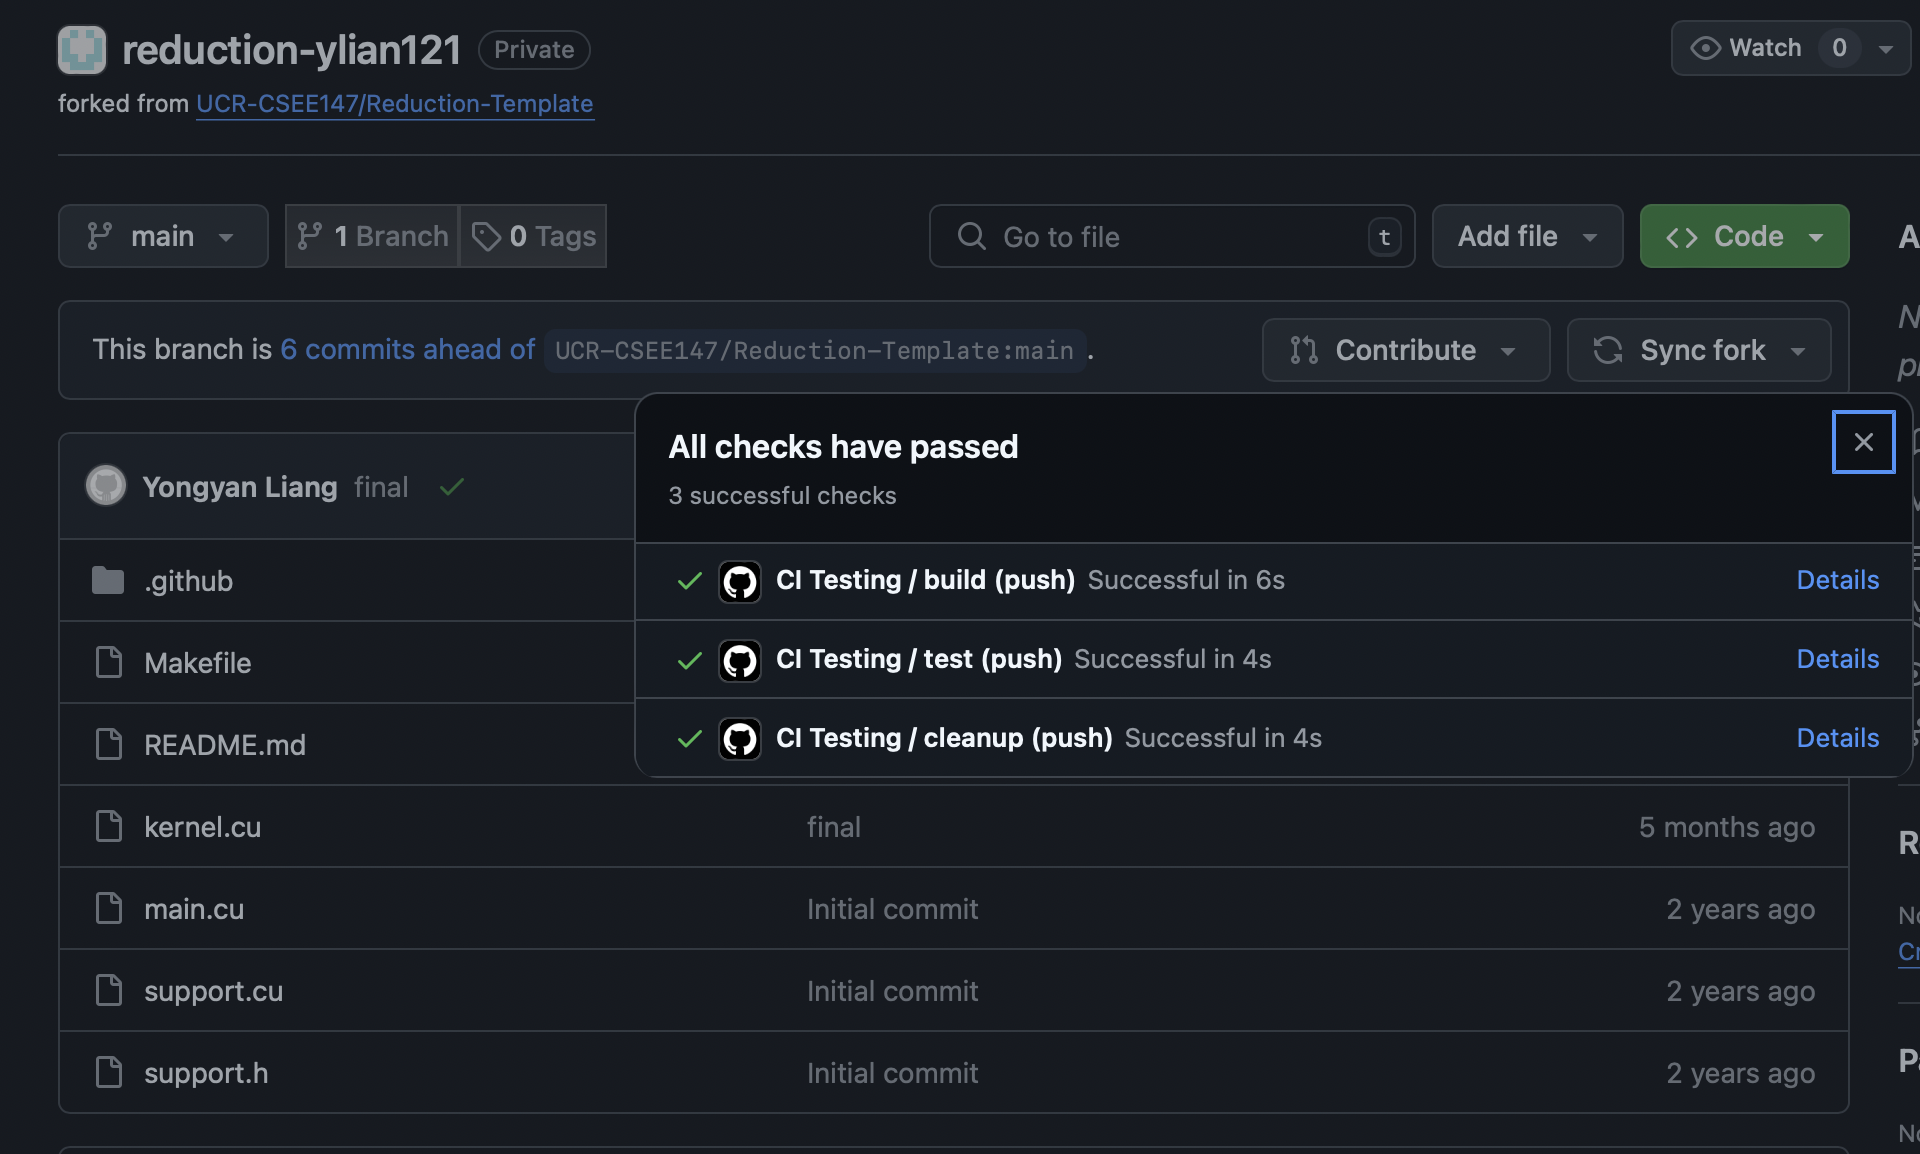 reduction-ylian121 Private
Watch 0
forked from UCR-CSEE147/Reduction-Template
main
1 Branch
0 Tags
Go to file t
Add file
Code
This branch is 6 commits ahead of UCR-CSEE147/Reduction-Template:main .
Contribute
Sync fork
All checks have passed
3 successful checks
Yongyan Liang final
CI Testing / build (push) Successful in 6s Details
CI Testing / test (push) Successful in 4s Details
CI Testing / cleanup (push) Successful in 4s Details
.github
Makefile
README.md
kernel.cu final 5 months ago
main.cu Initial commit 2 years ago
support.cu Initial commit 2 years ago
support.h Initial commit 2 years ago